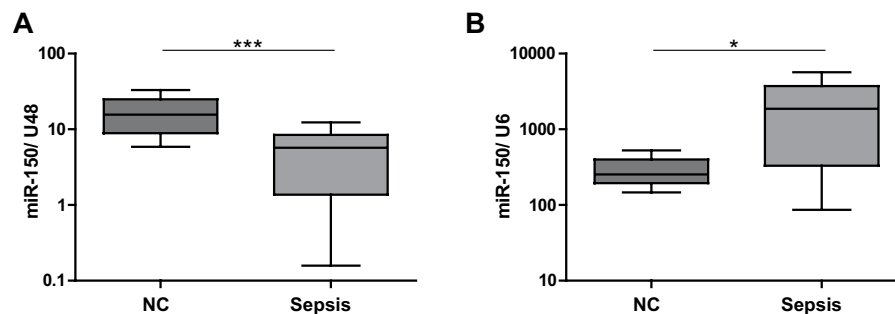 A
miR-150/ U48
100
10
1
0.1
***
NC
Sepsis
B
miR-150/ U6
10000
1000
100
10
*
NC
Sepsis